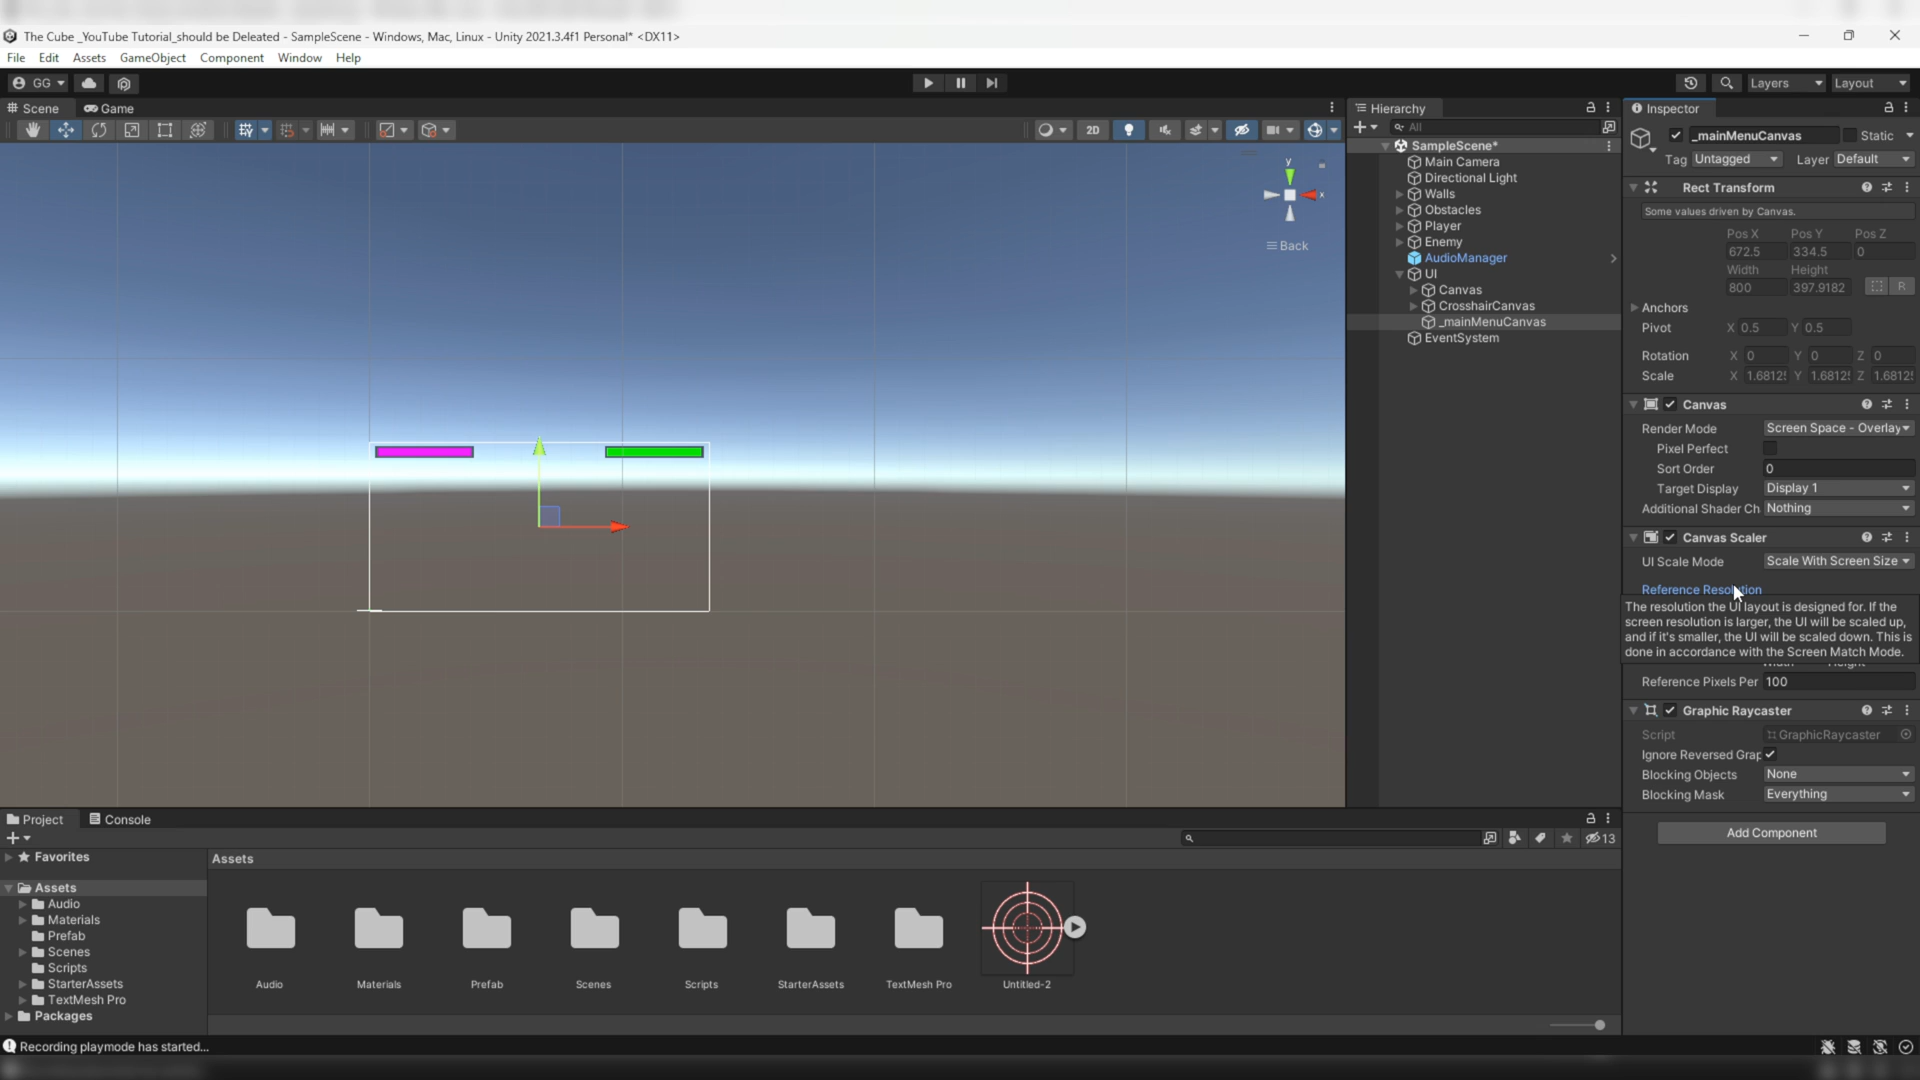 The Cube _YouTube Tutorial_should be Deleated - SampleScene - Windows, Mac, Linux - Unity 2021.3.4f1 Personal* <DX11>
File Edit Assets GameObject Component Window Help
GG
Layers Layout
Scene Game
2D
y
x
Back
Hierarchy
All
SampleScene*
Main Camera
Directional Light
Walls
Obstacles
Player
Enemy
AudioManager
UI
Canvas
CrosshairCanvas
_mainMenuCanvas
EventSystem
Inspector
_mainMenuCanvas Static
Tag Untagged Layer Default
Rect Transform
Some values driven by Canvas.
Pos X Pos Y Pos Z
672.5 334.5 0
Width Height
800 397.9182 R
Anchors
Pivot X 0.5 Y 0.5
Rotation X 0 Y 0 Z 0
Scale X 1.6812 Y 1.6812 Z 1.6812
Canvas
Render Mode Screen Space - Overlay
Pixel Perfect
Sort Order 0
Target Display Display 1
Additional Shader Ch Nothing
Canvas Scaler
UI Scale Mode Scale With Screen Size
Reference Resolution
The resolution the UI layout is designed for. If the
screen resolution is larger, the UI will be scaled up,
and if it's smaller, the UI will be scaled down. This is
done in accordance with the Screen Match Mode.
Reference Pixels Per 100
Graphic Raycaster
Script GraphicRaycaster
Ignore Reversed Grap
Blocking Objects None
Blocking Mask Everything
Add Component
Project Console
13
Favorites
Assets
Audio
Materials
Prefab
Scenes
Scripts
StarterAssets
TextMesh Pro
Packages
Assets
Audio Materials Prefab Scenes Scripts StarterAssets TextMesh Pro Untitled-2
Recording playmode has started...